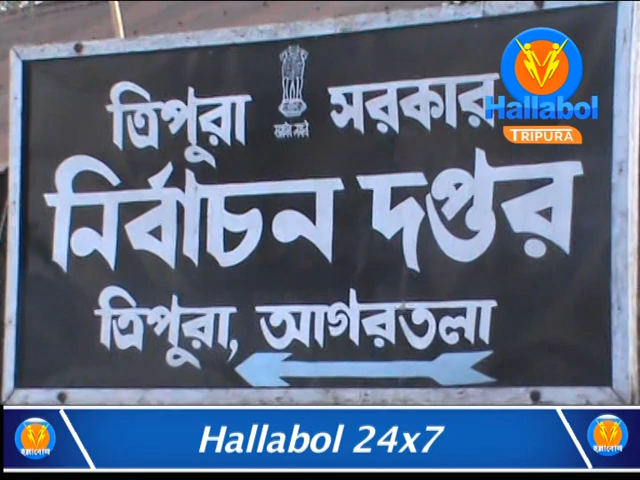 ত্রিপুরা সরকার
Hallabol
TRIPURA
নির্বাচন দপ্তর
ত্রিপুরা, আগরতলা
Hallabol 24x7